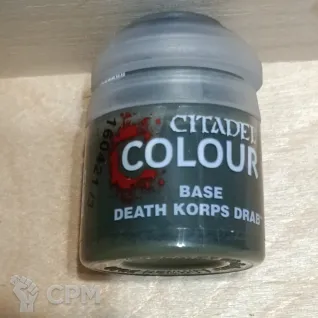 CITADEL
COLOUR
BASE
DEATH KORPS DRAB
CPM